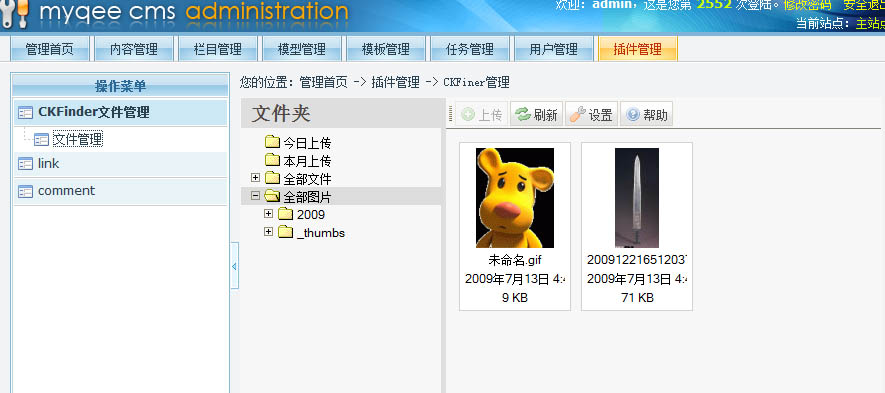 myqee cms administration
欢迎：admin，这是您第 2552 次登陆。修改密码 安全退出
当前站点：主站点
管理首页 内容管理 栏目管理 模型管理 模板管理 任务管理 用户管理 插件管理
操作菜单
CKFinder文件管理
文件管理
link
comment
您的位置：管理首页 -> 插件管理 -> CKFiner管理
文件夹
今日上传
本月上传
全部文件
全部图片
2009
_thumbs
上传 刷新 设置 帮助
未命名.gif
2009年7月13日 4:4
9 KB
200912216512037
2009年7月13日 4:4
71 KB